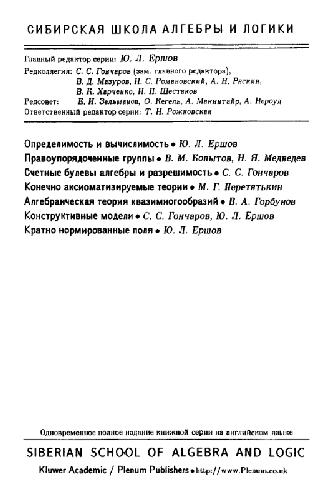 СИБИРСКАЯ ШКОЛА АЛГЕБРЫ И ЛОГИКИ
Главный редактор серии: Ю. Л. Ершов
Редколлегия: С. С. Гончаров (зам. главного редактора),
В. Д. Мазуров, Н. С. Романовский, А. Н. Ряскин,
В. К. Харченко, И. П. Шестаков
Редсовет: Е. И. Зельманов, О. Кегель, А. Макинтайр, А. Нероуд
Ответственный редактор серии: Т. Н. Рожковская
Определимость и вычислимость • Ю. Л. Ершов
Правоупорядоченные группы • В. М. Копытов, Н. Я. Медведев
Счетные булевы алгебры и разрешимость • С. С. Гончаров
Конечно аксиоматизируемые теории • М. Г. Перетятькин
Алгебраическая теория квазимногообразий • В. А. Горбунов
Конструктивные модели • С. С. Гончаров, Ю. Л. Ершов
Кратно нормированные поля • Ю. Л. Ершов
Одновременное полное издание книжной серии на английском языке
SIBERIAN SCHOOL OF ALGEBRA AND LOGIC
Kluwer Academic / Plenum Publishers • http://www.Plenum.co.uk